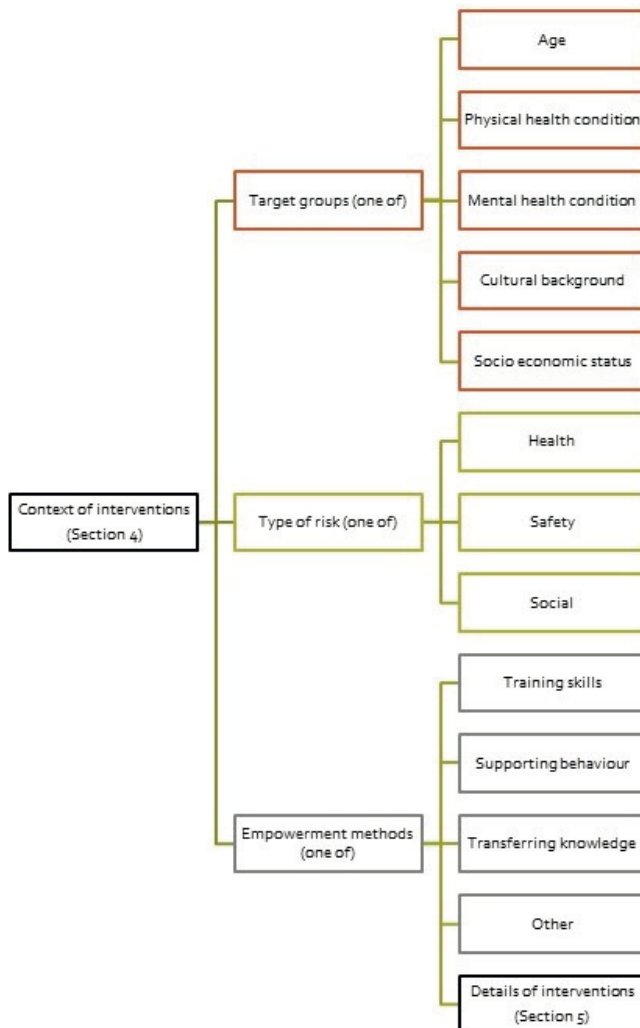 Age
Physical health condition
Target groups (one of)
Mental health condition
Cultural background
Socio economic status
Health
Context of interventions
(Section 4)
Type of risk (one of)
Safety
Social
Training skills
Supporting behaviour
Empowerment methods
(one of)
Transferring knowledge
Other
Details of interventions
(Section 5)